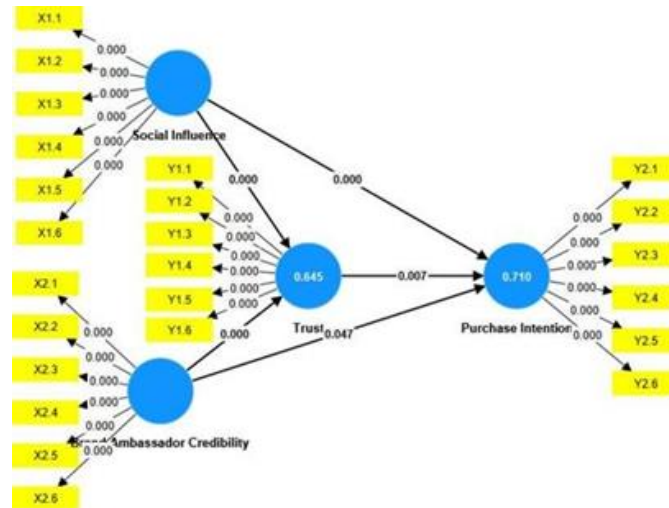 X1.1
0.000
X1.2
0.000
X1.3
0.000
X1.4
0.000
X1.5
0.000
X1.6
0.000
Social Influence
0.000
0.000
Y1.1
0.000
Y1.2
0.000
Y1.3
0.000
Y1.4
0.000
Y1.5
0.000
Y1.6
0.000
0.645
Trust
0.007
0.710
Purchase Intention
Y2.1
0.000
Y2.2
0.000
Y2.3
0.000
Y2.4
0.000
Y2.5
0.000
Y2.6
0.000
X2.1
0.000
X2.2
0.000
X2.3
0.000
X2.4
0.000
X2.5
0.000
X2.6
0.000
0.000
0.047
Ambassador Credibility